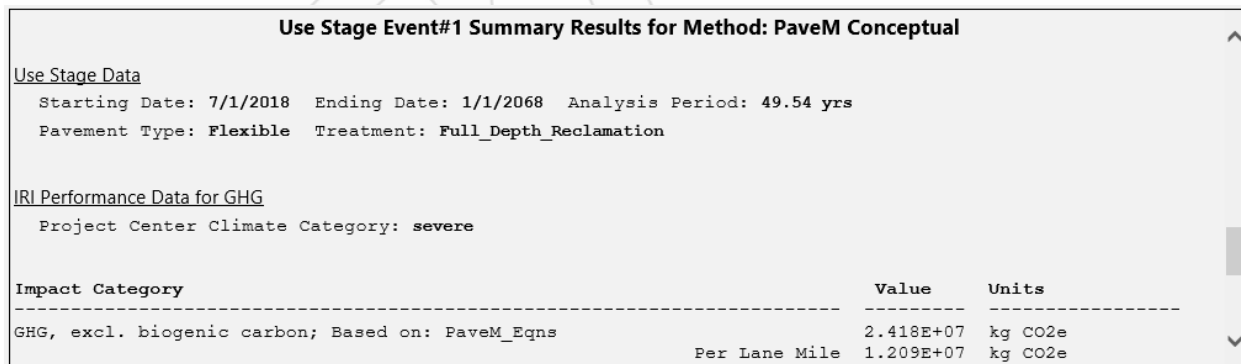 Use Stage Event#1 Summary Results for Method: PaveM Conceptual
Use Stage Data
Starting Date: 7/1/2018 Ending Date: 1/1/2068 Analysis Period: 49.54 yrs
Pavement Type: Flexible Treatment: Full_Depth_Reclamation
IRI Performance Data for GHG
Project Center Climate Category: severe
Impact Category Value Units
------------------------------------------------------------------------- --------- -----------------
GHG, excl. biogenic carbon; Based on: PaveM_Eqns 2.418E+07 kg CO2e
Per Lane Mile 1.209E+07 kg CO2e